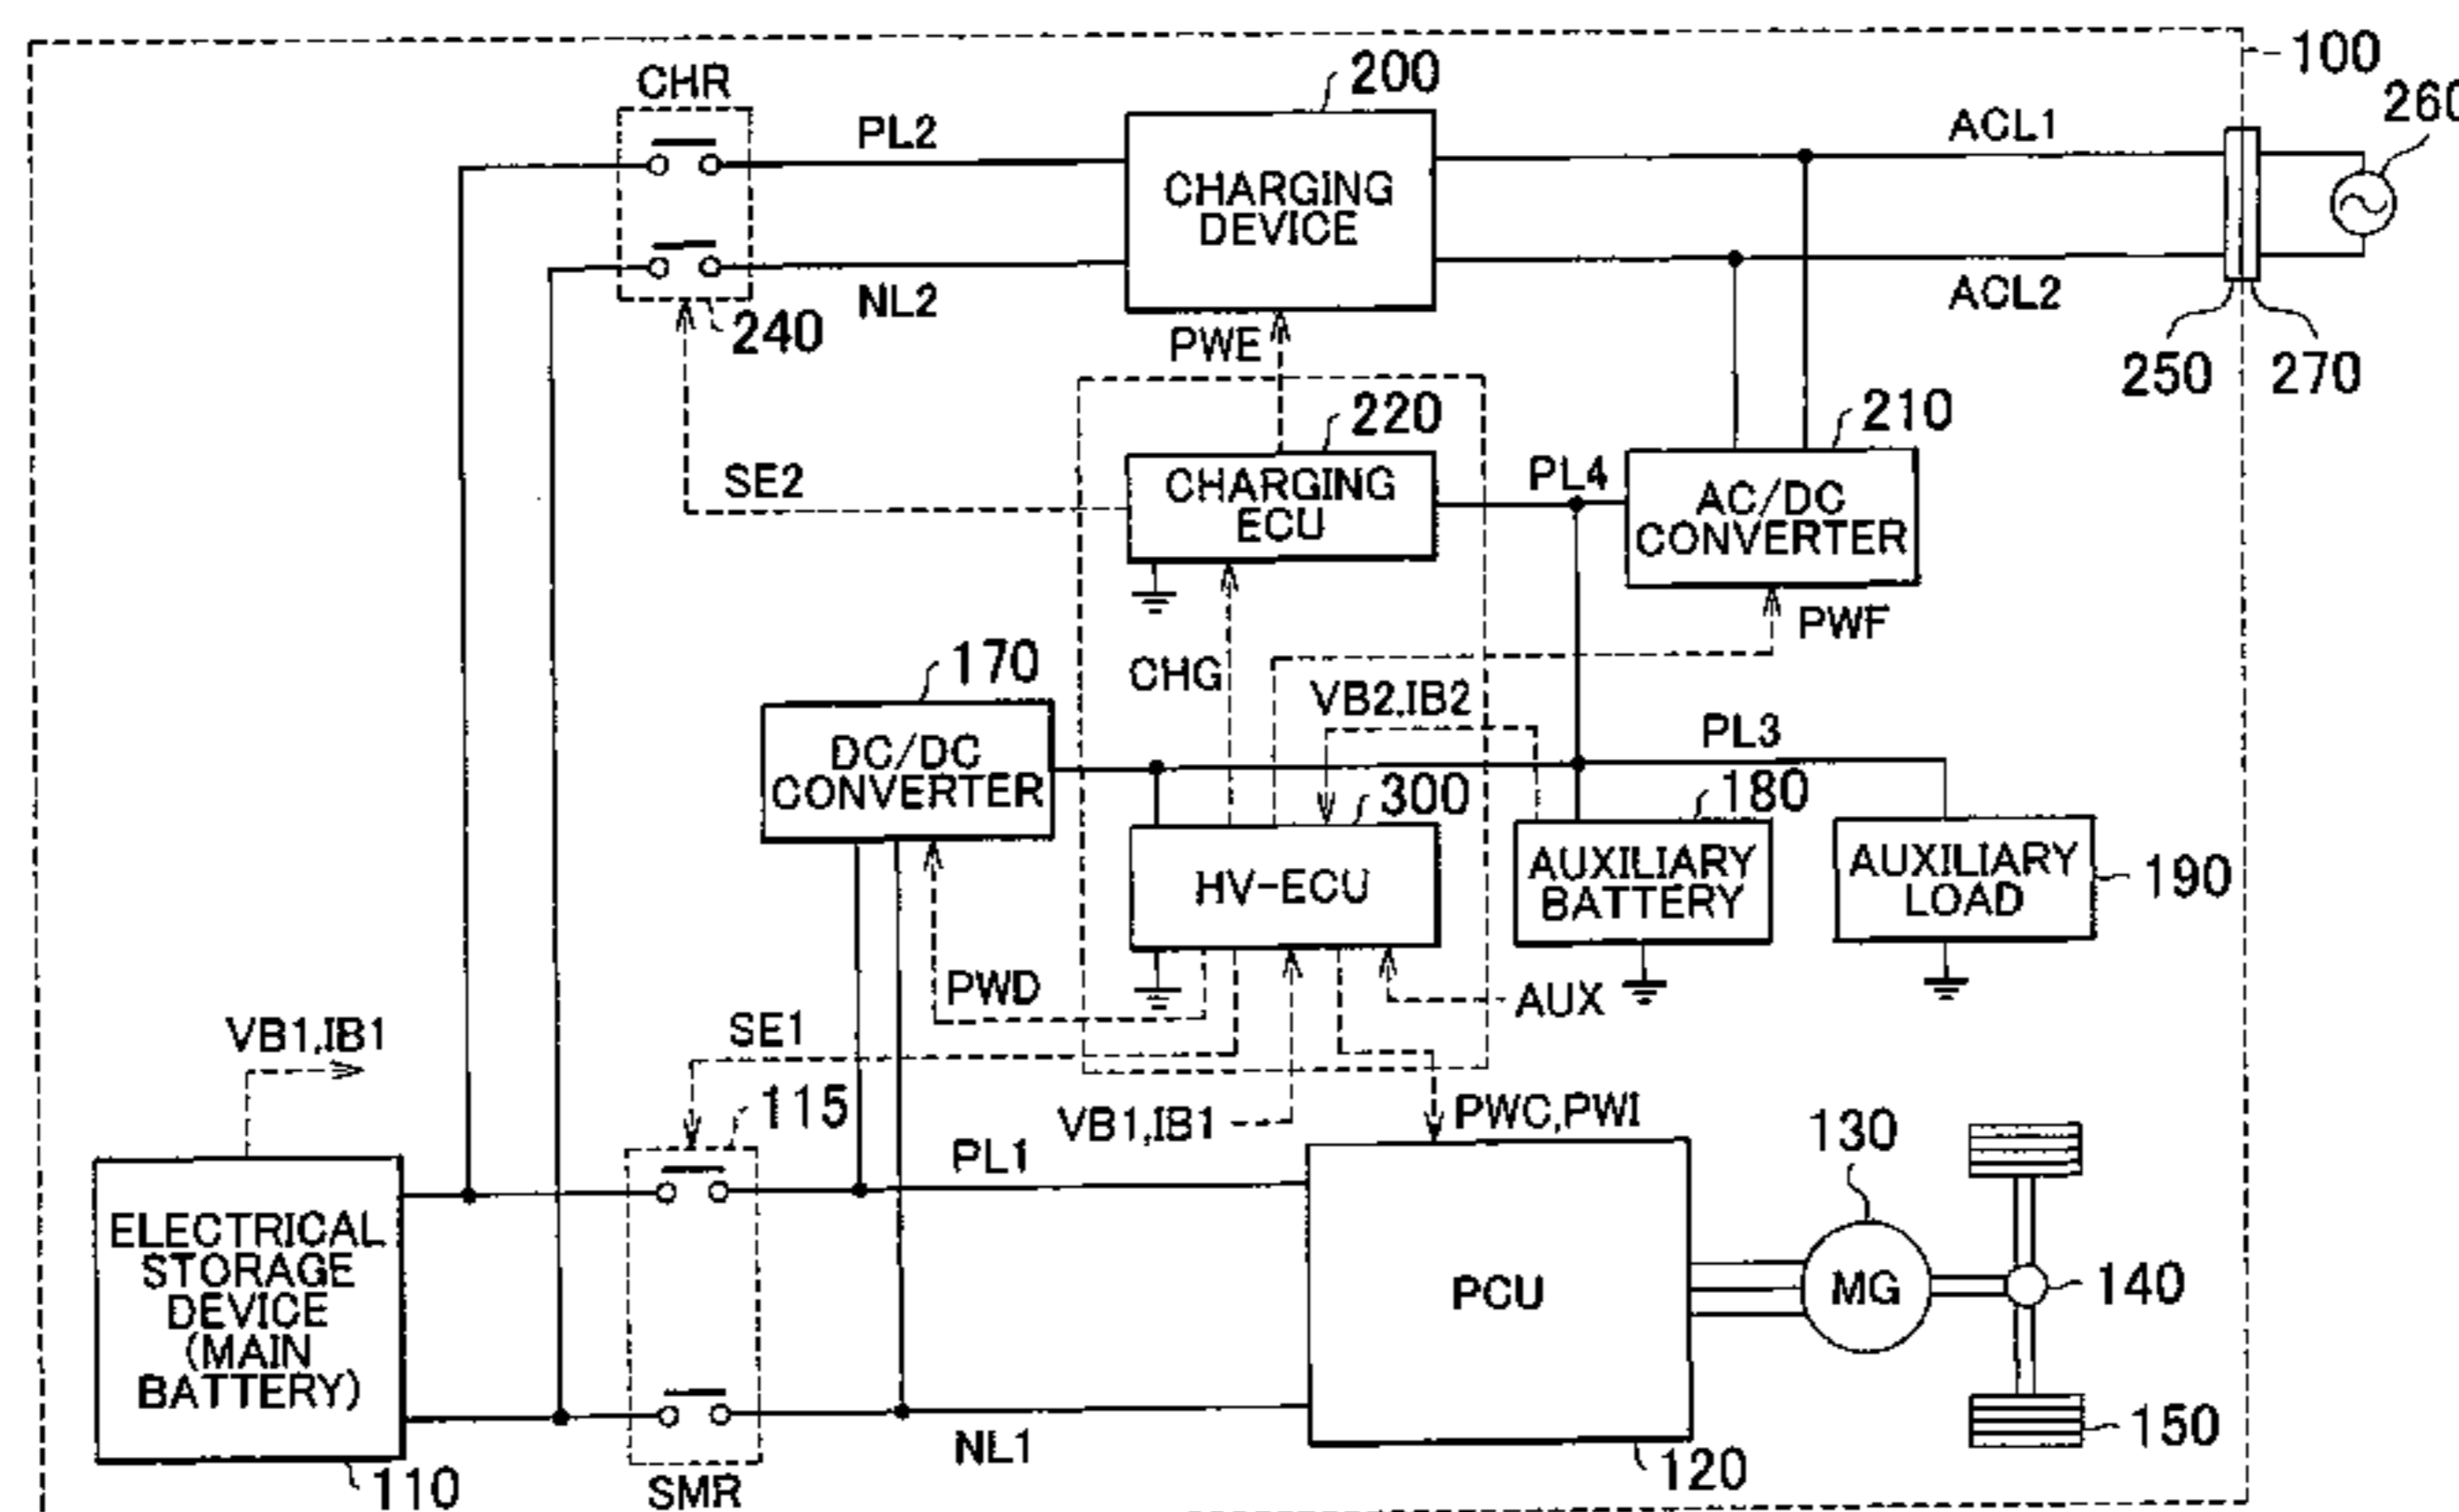 100
CHR
200
260
PL2
ACL1
CHARGING
DEVICE
NL2
240
ACL2
PWE
250
270
220
210
SE2
CHARGING
ECU
PL4
AC/DC
CONVERTER
PWF
170
CHG
VB2,IB2
DC/DC
CONVERTER
PL3
300
180
HV-ECU
AUXILIARY
BATTERY
AUXILIARY
LOAD
190
PWD
AUX
VB1,IB1
SE1
115
VB1,IB1
PWC,PWI
130
PL1
ELECTRICAL
STORAGE
DEVICE
(MAIN
BATTERY)
PCU
MG
140
NL1
150
110
SMR
120